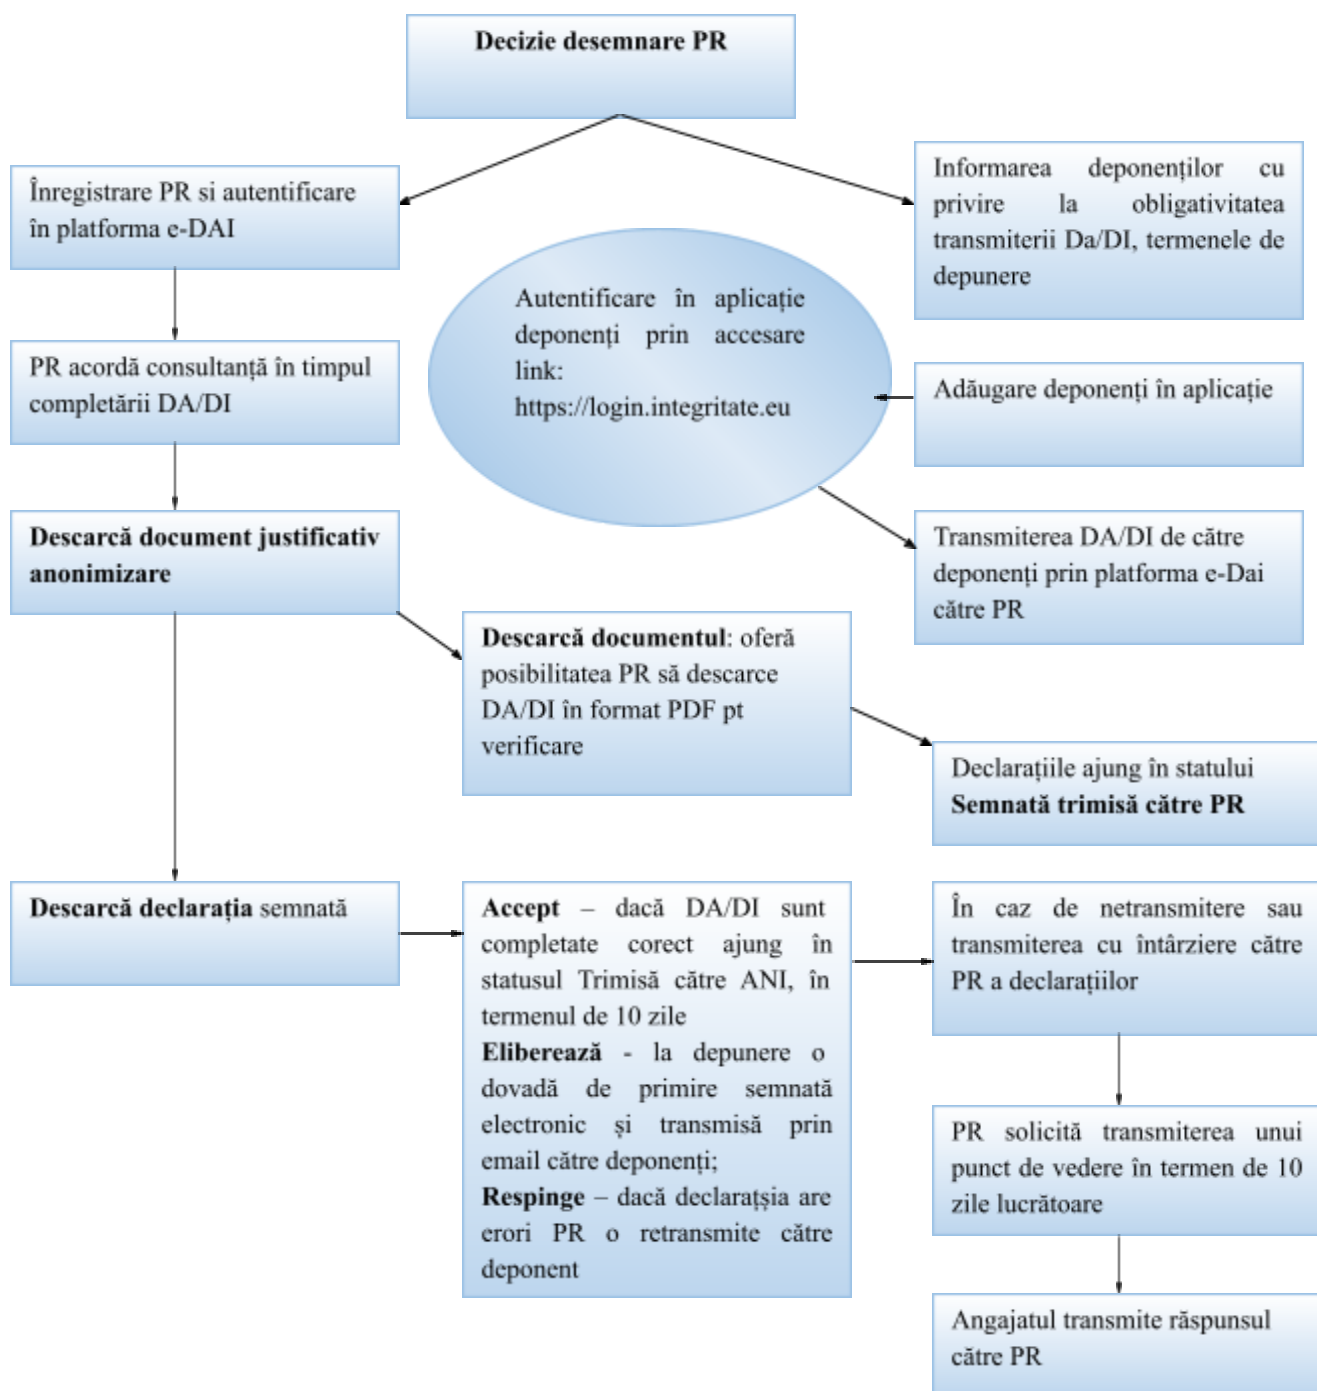 Decizie desemnare PR
Înregistrare PR si autentificare
în platforma e-DAI
Informarea deponenților cu
privire la obligativitatea
transmiterii Da/DI, termenele de
depunere
Autentificare în aplicație
deponenți prin accesare
link:
https://login.integritate.eu
PR acordă consultanță în timpul
completării DA/DI
Adăugare deponenți în aplicație
Descarcă document justificativ
anonimizare
Transmiterea DA/DI de către
deponenți prin platforma e-Dai
către PR
Descarcă documentul: oferă
posibilitatea PR să descarce
DA/DI în format PDF pt
verificare
Declarațiile ajung în statului
Semnată trimisă către PR
Descarcă declarația semnată
Accept – dacă DA/DI sunt
completate corect ajung în
statusul Trimisă către ANI, în
termenul de 10 zile
Eliberează - la depunere o
dovadă de primire semnată
electronic și transmisă prin
email către deponenți;
Respinge – dacă declarațsia are
erori PR o retransmite către
deponent
În caz de netransmitere sau
transmiterea cu întârziere către
PR a declarațiilor
PR solicită transmiterea unui
punct de vedere în termen de 10
zile lucrătoare
Angajatul transmite răspunsul
către PR